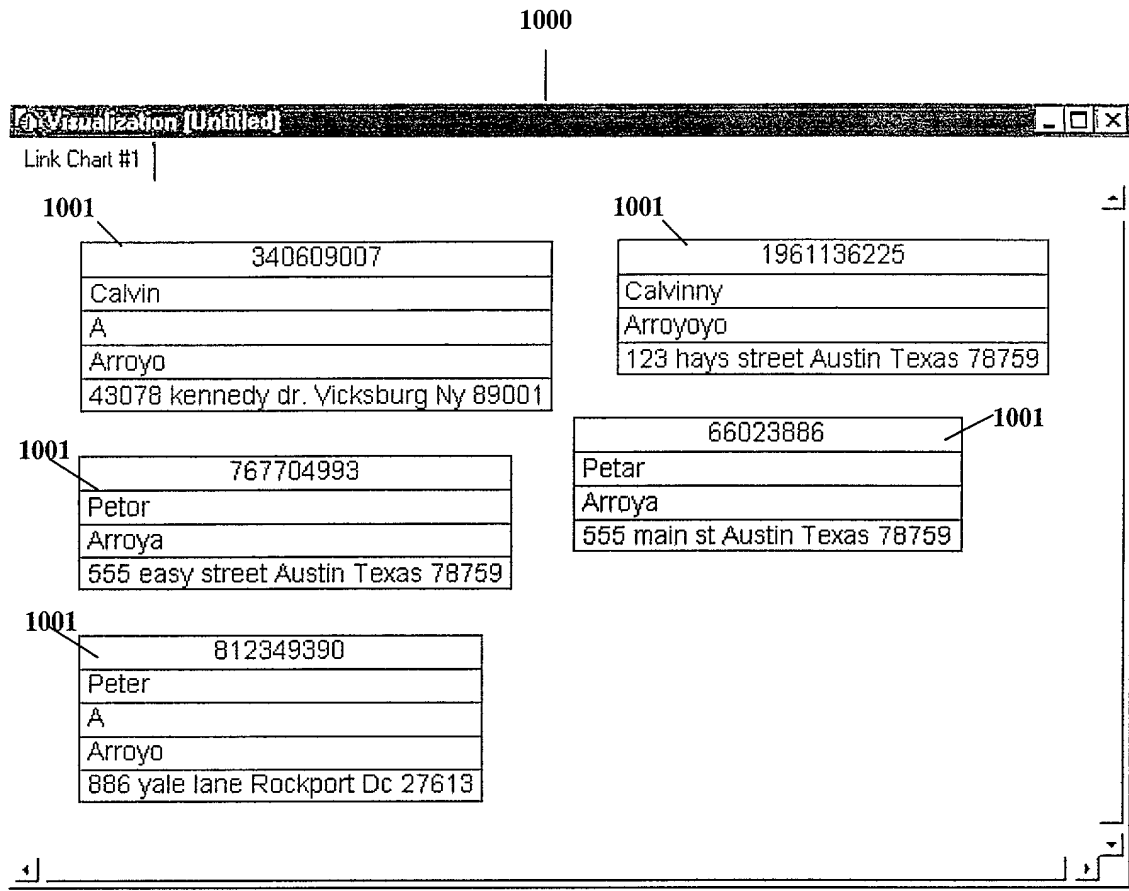 1000
Visualization [Untitled]
Link Chart #1
1001
340609007
Calvin
A
Arroyo
43078 kennedy dr. Vicksburg Ny 89001
1001
1961136225
Calvinny
Arroyoyo
123 hays street Austin Texas 78759
1001
767704993
Petor
Arroya
555 easy street Austin Texas 78759
1001
66023886
Petar
Arroya
555 main st Austin Texas 78759
1001
812349390
Peter
A
Arroyo
886 yale lane Rockport Dc 27613